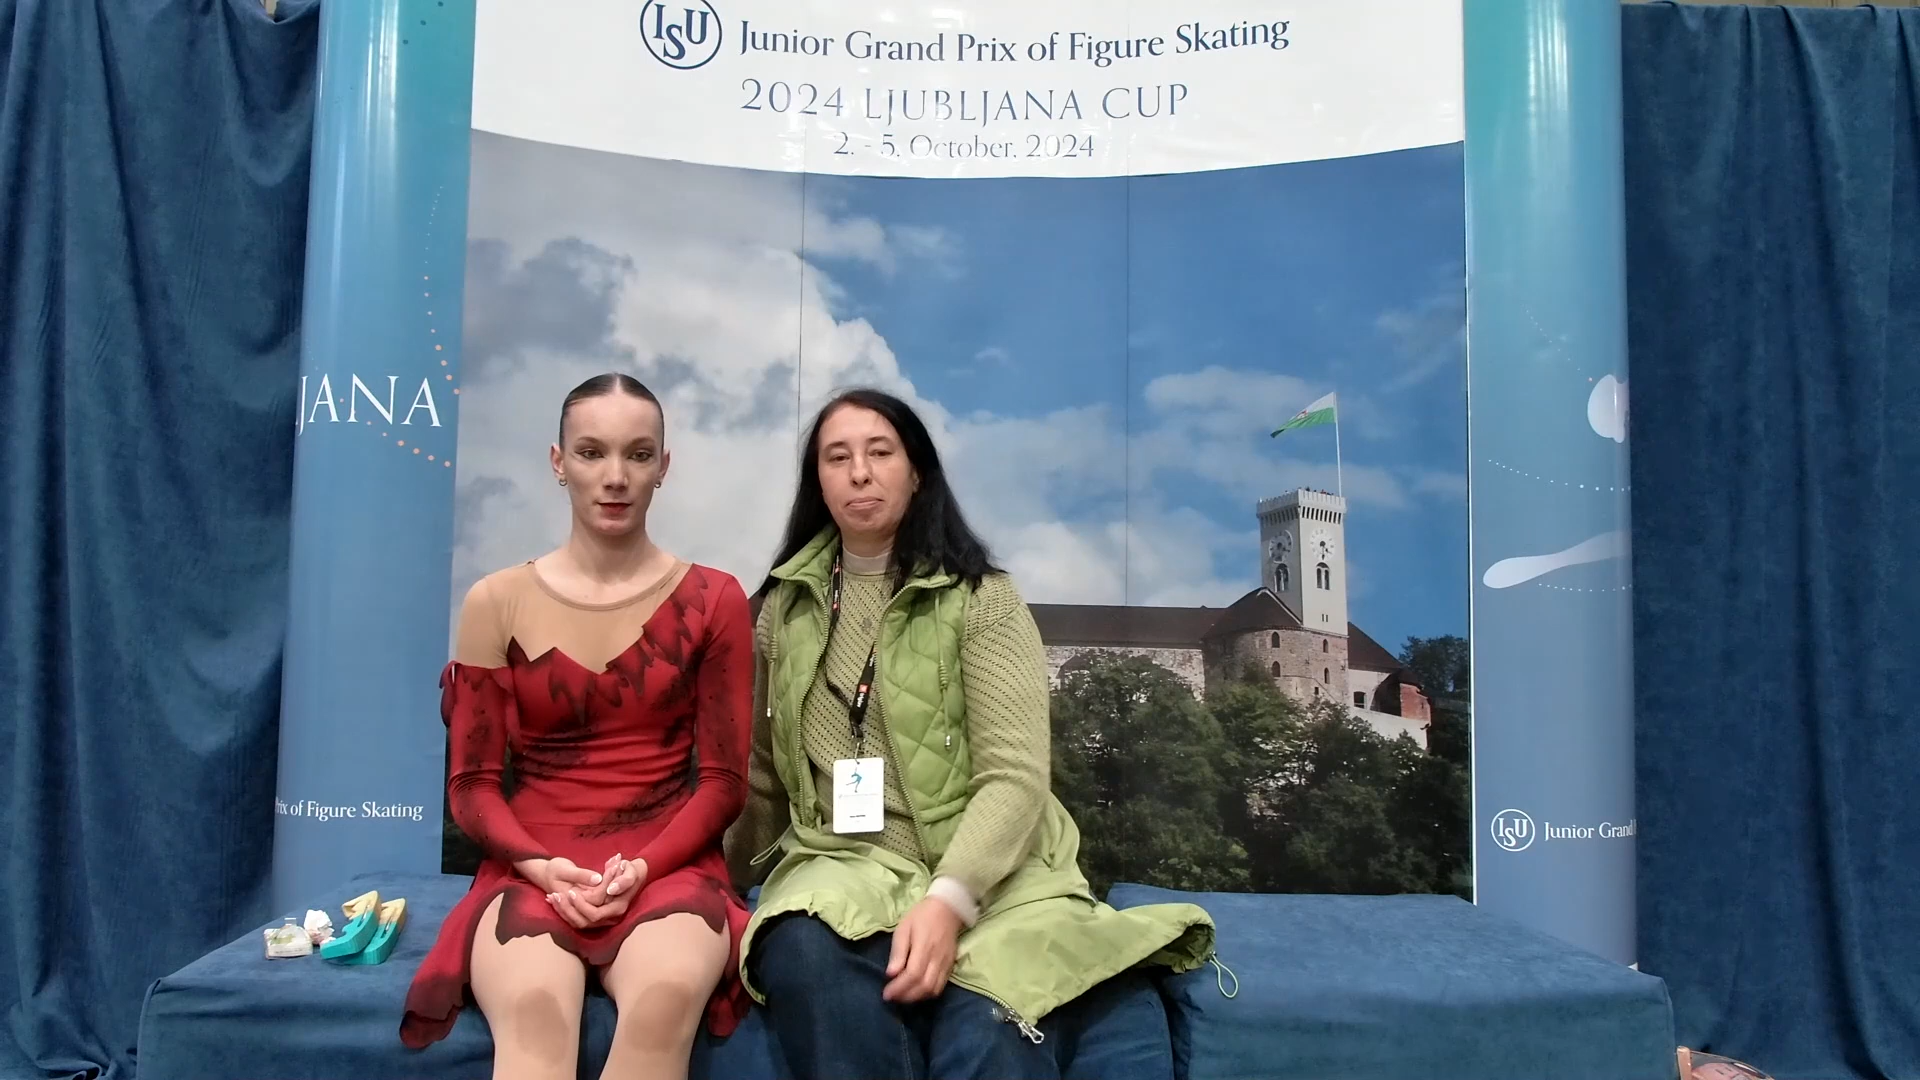 ISU Junior Grand Prix of Figure Skating
2024 LJUBLJANA CUP
2. - 5. October, 2024
JANA
rix of Figure Skating
ISU Junior Grand